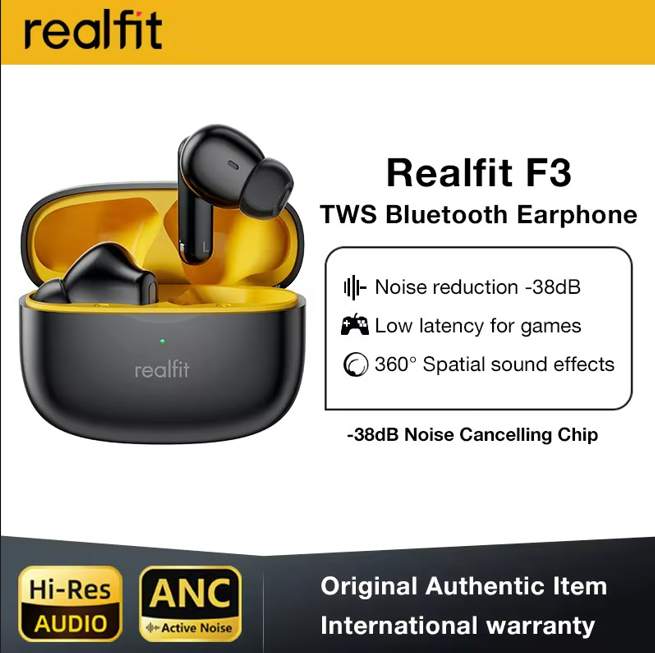 realfit
Realfit F3
TWS Bluetooth Earphone
Noise reduction -38dB
Low latency for games
360° Spatial sound effects
-38dB Noise Cancelling Chip
L
realfit
Hi-Res
AUDIO
ANC
Active Noise
Original Authentic Item
International warranty